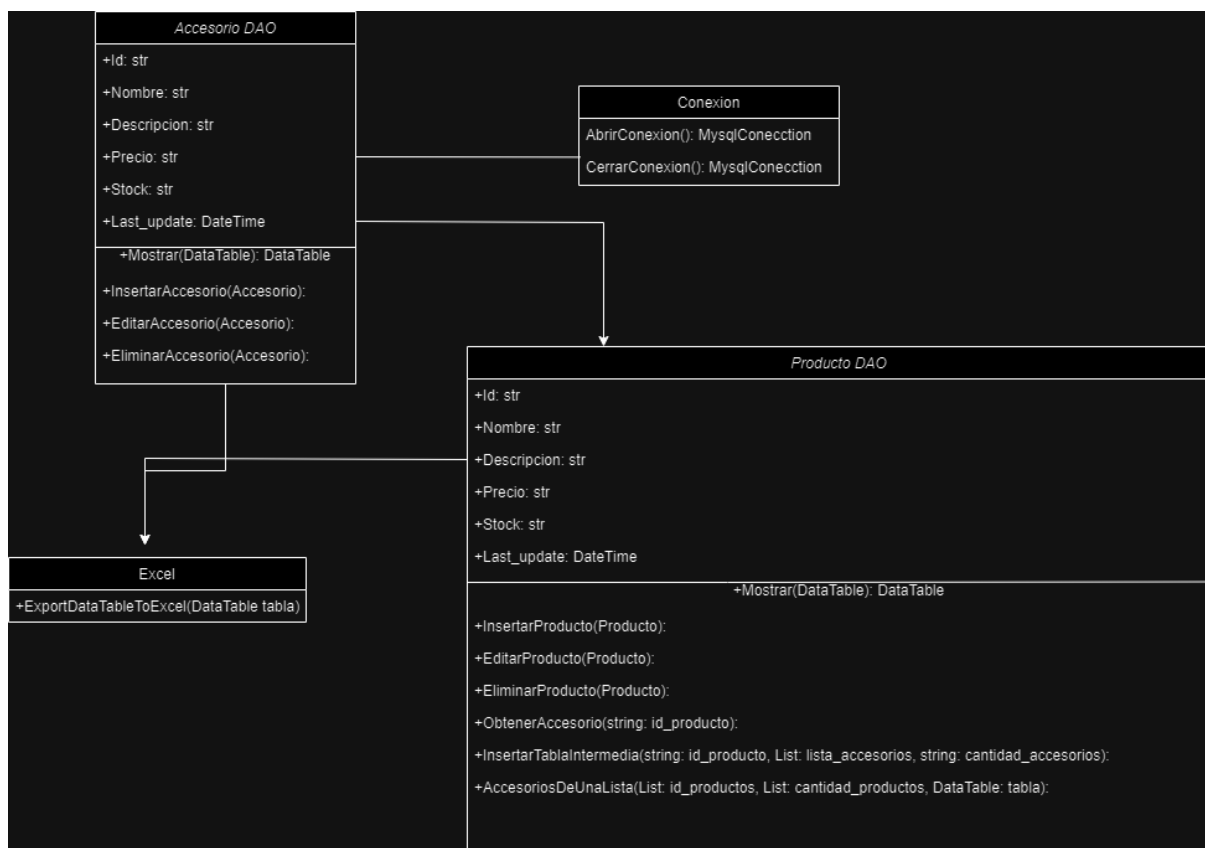 Accesorio DAO
+Id: str
+Nombre: str
+Descripcion: str
+Precio: str
+Stock: str
+Last_update: DateTime
+Mostrar(DataTable): DataTable
+InsertarAccesorio(Accesorio):
+EditarAccesorio(Accesorio):
+EliminarAccesorio(Accesorio):
Conexion
AbrirConexion(): MysqlConecction
CerrarConexion(): MysqlConecction
Producto DAO
+Id: str
+Nombre: str
+Descripcion: str
+Precio: str
+Stock: str
+Last_update: DateTime
+Mostrar(DataTable): DataTable
+InsertarProducto(Producto):
+EditarProducto(Producto):
+EliminarProducto(Producto):
+ObtenerAccesorio(string: id_producto):
+InsertarTablaIntermedia(string: id_producto, List: lista_accesorios, string: cantidad_accesorios):
+AccesoriosDeUnaLista(List: id_productos, List: cantidad_productos, DataTable: tabla):
Excel
+ExportDataTableToExcel(DataTable tabla)